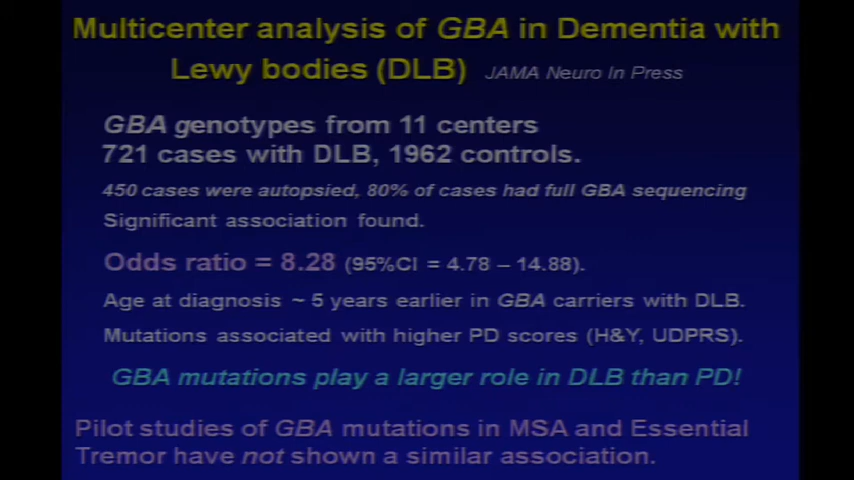 Multicenter analysis of GBA in Dementia with
Lewy bodies (DLB) JAMA Neuro In Press
GBA genotypes from 11 centers
721 cases with DLB, 1962 controls.
450 cases were autopsied, 80% of cases had full GBA sequencing
Significant association found.
Odds ratio = 8.28 (95%CI = 4.78 – 14.88).
Age at diagnosis ~ 5 years earlier in GBA carriers with DLB.
Mutations associated with higher PD scores (H&Y, UDPRS).
GBA mutations play a larger role in DLB than PD!
Pilot studies of GBA mutations in MSA and Essential
Tremor have not shown a similar association.